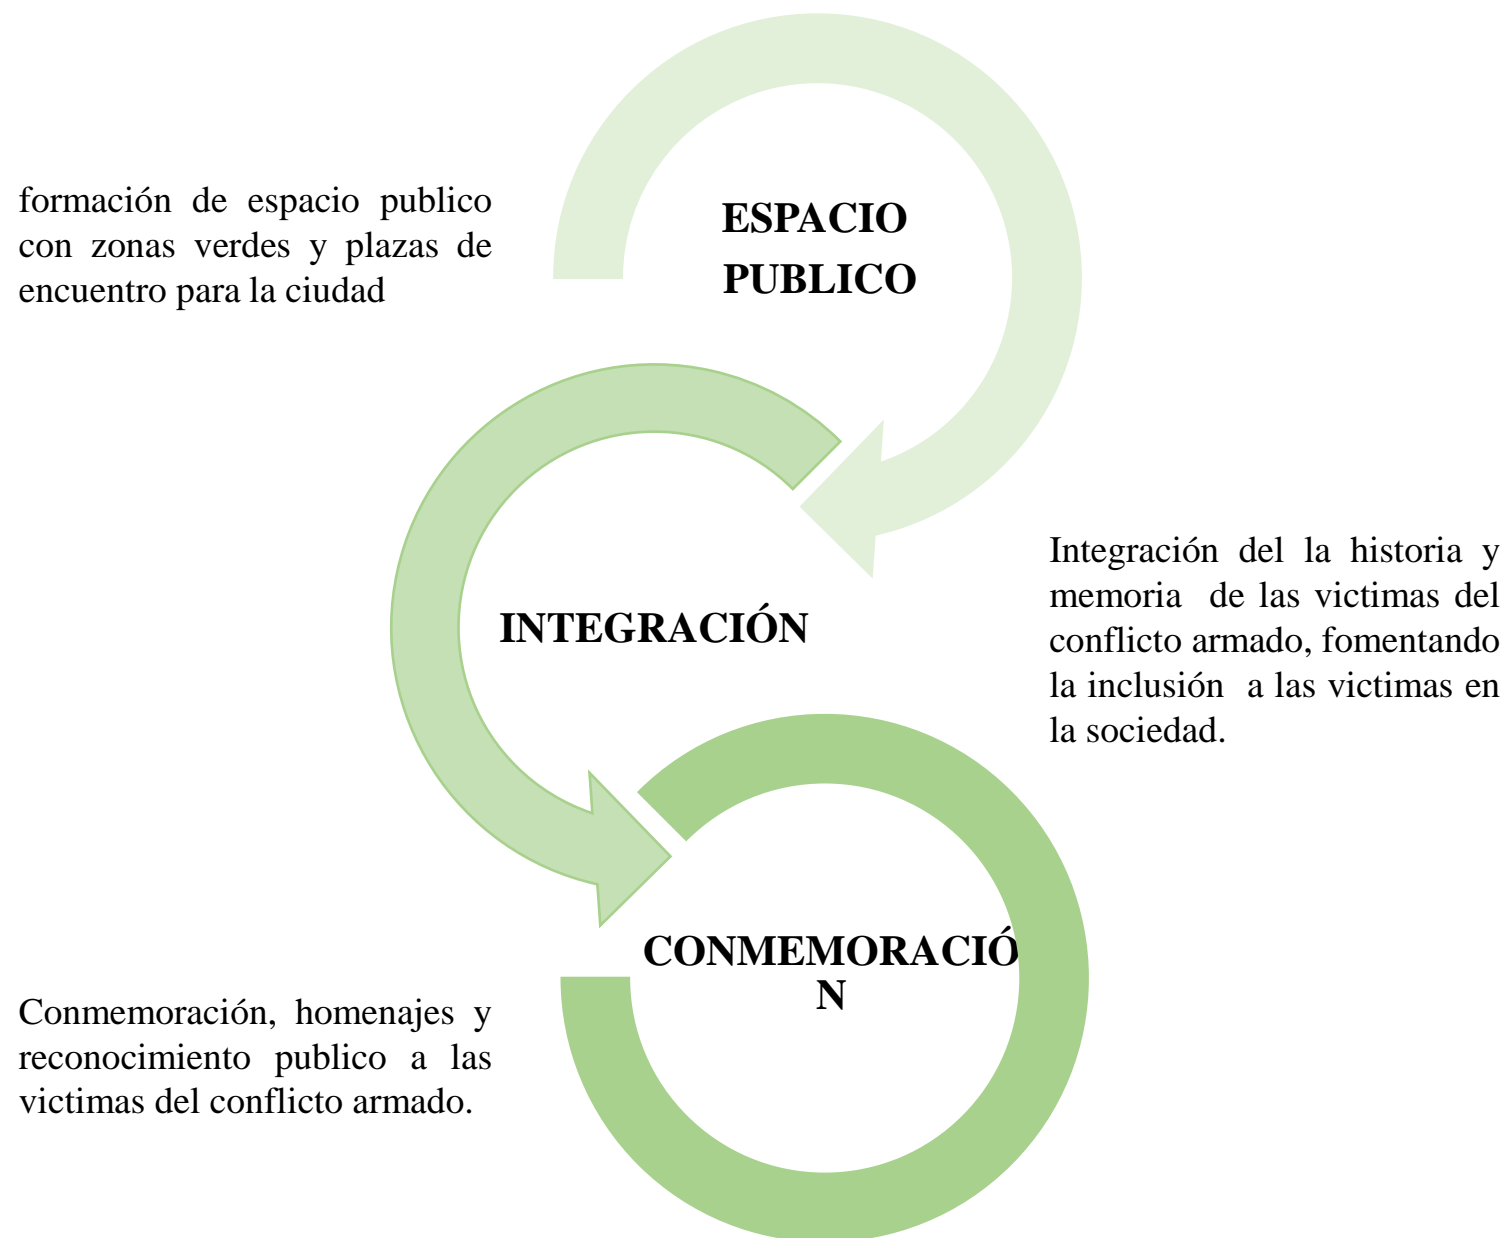 formación de espacio publico
con zonas verdes y plazas de
encuentro para la ciudad
ESPACIO
PUBLICO
INTEGRACIÓN
Integración del la historia y
memoria de las victimas del
conflicto armado, fomentando
la inclusión a las victimas en
la sociedad.
CONMEMORACIÓ
N
Conmemoración, homenajes y
reconocimiento publico a las
victimas del conflicto armado.